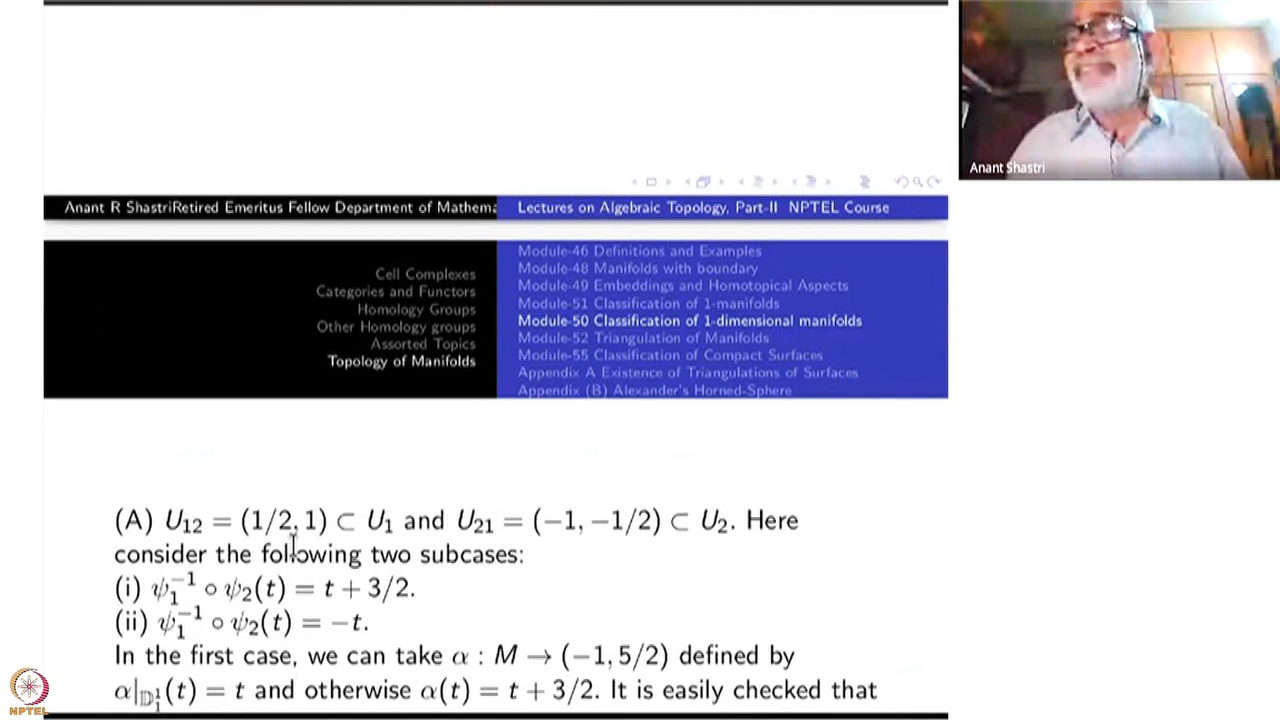 Anant Shastri
Anant R ShastriRetired Emeritus Fellow Department of Mathema
Lectures on Algebraic Topology, Part-II NPTEL Course
Cell Complexes
Categories and Functors
Homology Groups
Other Homology groups
Assorted Topics
Topology of Manifolds
Module-46 Definitions and Examples
Module-48 Manifolds with boundary
Module-49 Embeddings and Homotopical Aspects
Module-51 Classification of 1-manifolds
Module-50 Classification of 1-dimensional manifolds
Module-52 Triangulation of Manifolds
Module-55 Classification of Compact Surfaces
Appendix A Existence of Triangulations of Surfaces
Appendix (B) Alexander's Horned-Sphere
(A) U₁₂ = (1/2, 1) ⊂ U₁ and U₂₁ = (−1, −1/2) ⊂ U₂. Here
consider the following two subcases:
(i) ψ₁⁻¹ ∘ ψ₂(t) = t + 3/2.
(ii) ψ₁⁻¹ ∘ ψ₂(t) = −t.
In the first case, we can take α : M → (−1, 5/2) defined by
α|_{𝔻¹₁}(t) = t and otherwise α(t) = t + 3/2. It is easily checked that
NPTEL